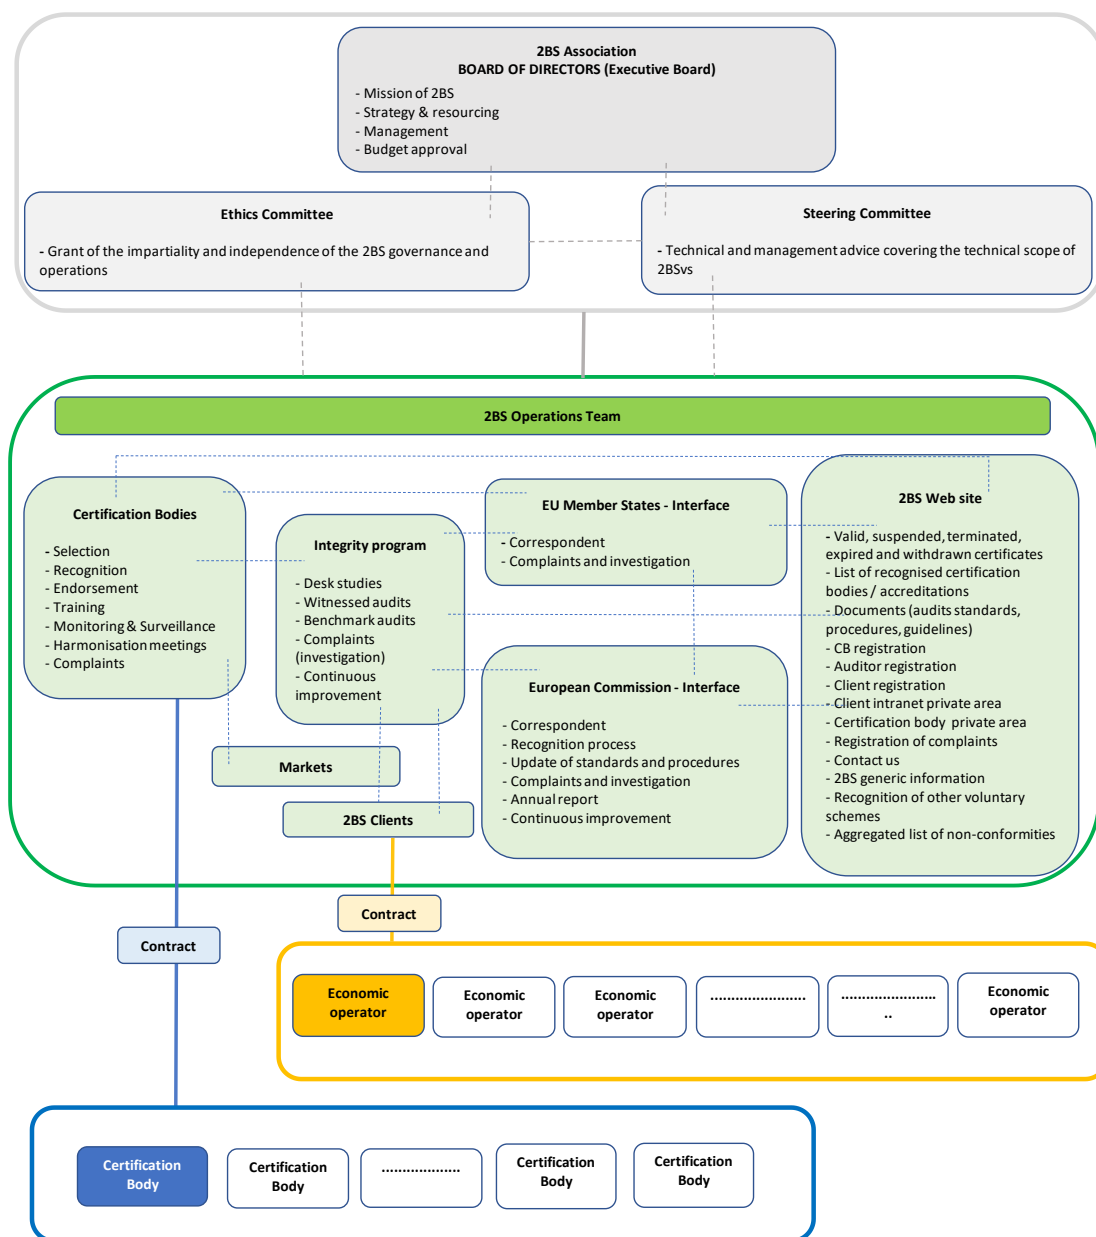 2BS Association
BOARD OF DIRECTORS (Executive Board)
- Mission of 2BS
- Strategy & resourcing
- Management
- Budget approval
Ethics Committee
- Grant of the impartiality and independence of the 2BS governance and
operations
Steering Committee
- Technical and management advice covering the technical scope of
2BSvs
2BS Operations Team
Certification Bodies
- Selection
- Recognition
- Endorsement
- Training
- Monitoring & Surveillance
- Harmonisation meetings
- Complaints
Integrity program
- Desk studies
- Witnessed audits
- Benchmark audits
- Complaints
(investigation)
- Continuous
improvement
EU Member States - Interface
- Correspondent
- Complaints and investigation
European Commission - Interface
- Correspondent
- Recognition process
- Update of standards and procedures
- Complaints and investigation
- Annual report
- Continuous improvement
2BS Web site
- Valid, suspended, terminated,
expired and withdrawn certificates
- List of recognised certification
bodies / accreditations
- Documents (audits standards,
procedures, guidelines)
- CB registration
- Auditor registration
- Client registration
- Client intranet private area
- Certification body private area
- Registration of complaints
- Contact us
- 2BS generic information
- Recognition of other voluntary
schemes
- Aggregated list of non-conformities
Markets
2BS Clients
Contract
Contract
Economic
operator
Economic
operator
Economic
operator
.......................
.......................
..
Economic
operator
Certification
Body
Certification
Body
...................
Certification
Body
Certification
Body